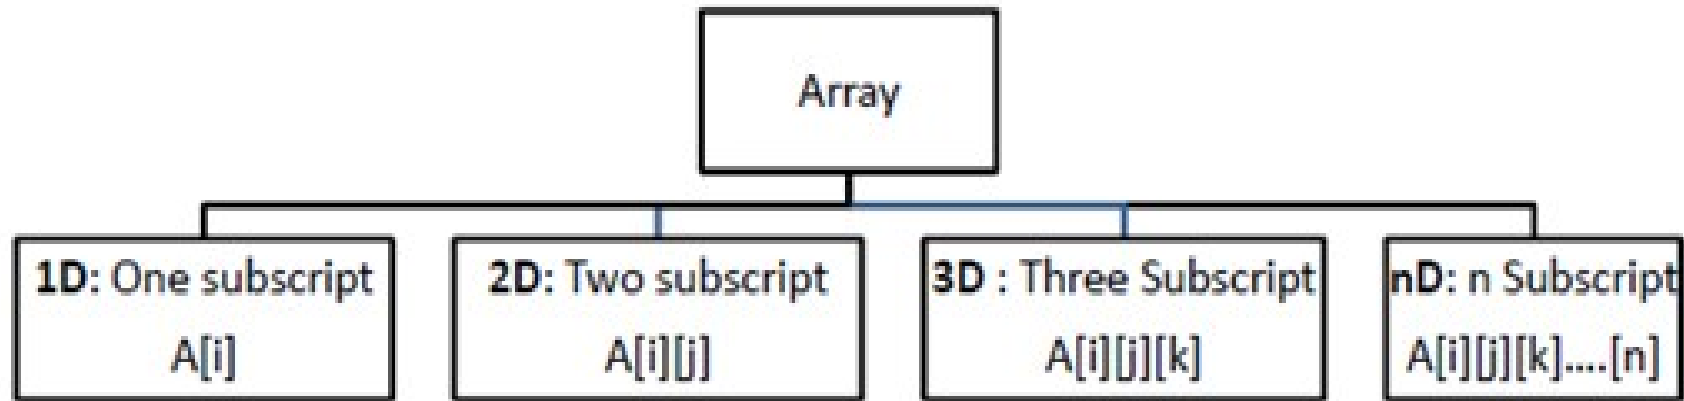 Array
1D: One subscript
A[i]
2D: Two subscript
A[i][j]
3D : Three Subscript
A[i][j][k]
nD: n Subscript
A[i][j][k]....[n]